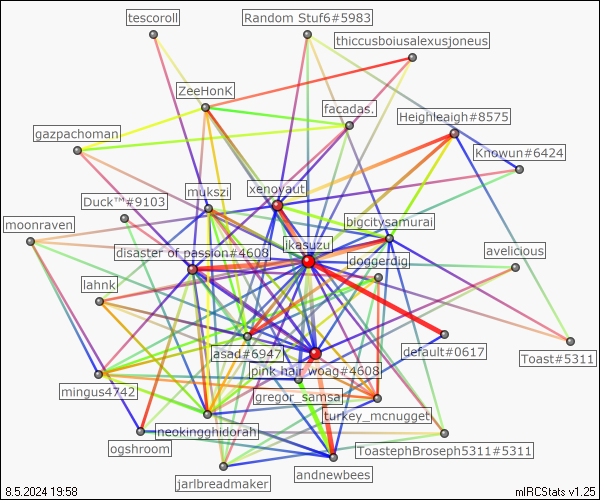 tescoroll
Random Stuf6#5983
thiccusboiusalexusjoneus
ZeeHonK
facadas.
Heighleaigh#8575
gazpachoman
Knowun#6424
mukszi
xenovaut
Duck™#9103
bigcitysamurai
moonraven
disaster of passion#4608
ikasuzu
doggerdig
avelicious
lahnk
asad#6947
default#0617
Toast#5311
pink hair woag#4608
mingus4742
gregor_samsa
turkey_mcnugget
neokingghidorah
ogshroom
ToastephBroseph5311#5311
jarlbreadmaker
andnewbees
8.5.2024 19:58
mIRCStats v1.25